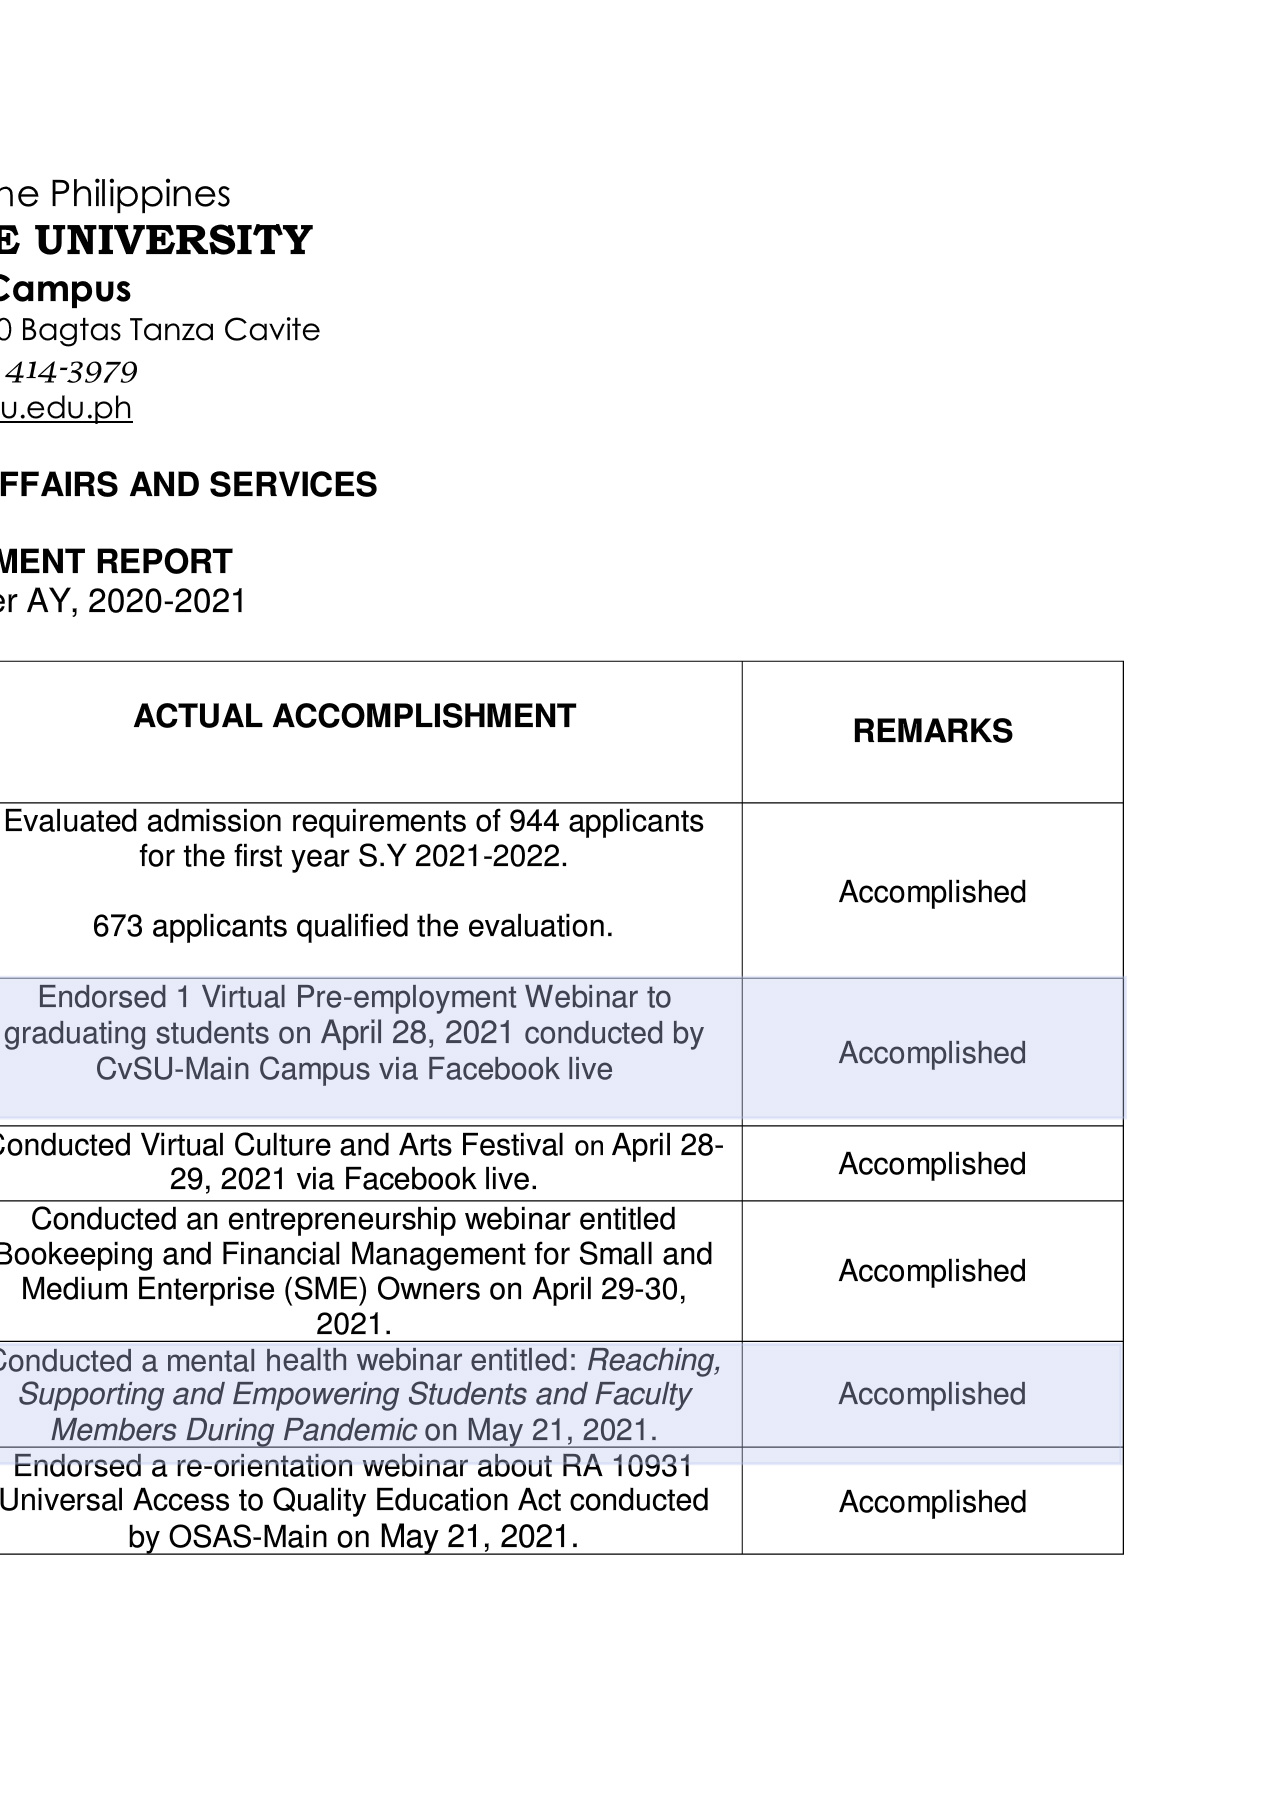 he Philippines
E UNIVERSITY
Campus
0 Bagtas Tanza Cavite
414-3979
u.edu.ph
FFAIRS AND SERVICES
MENT REPORT
er AY, 2020-2021
ACTUAL ACCOMPLISHMENT
REMARKS
Evaluated admission requirements of 944 applicants
for the first year S.Y 2021-2022.
673 applicants qualified the evaluation.
Accomplished
Endorsed 1 Virtual Pre-employment Webinar to
graduating students on April 28, 2021 conducted by
CvSU-Main Campus via Facebook live
Accomplished
Conducted Virtual Culture and Arts Festival on April 28-
29, 2021 via Facebook live.
Accomplished
Conducted an entrepreneurship webinar entitled
Bookeeping and Financial Management for Small and
Medium Enterprise (SME) Owners on April 29-30,
2021.
Accomplished
Conducted a mental health webinar entitled: Reaching,
Supporting and Empowering Students and Faculty
Members During Pandemic on May 21, 2021.
Accomplished
Endorsed a re-orientation webinar about RA 10931
Universal Access to Quality Education Act conducted
by OSAS-Main on May 21, 2021.
Accomplished